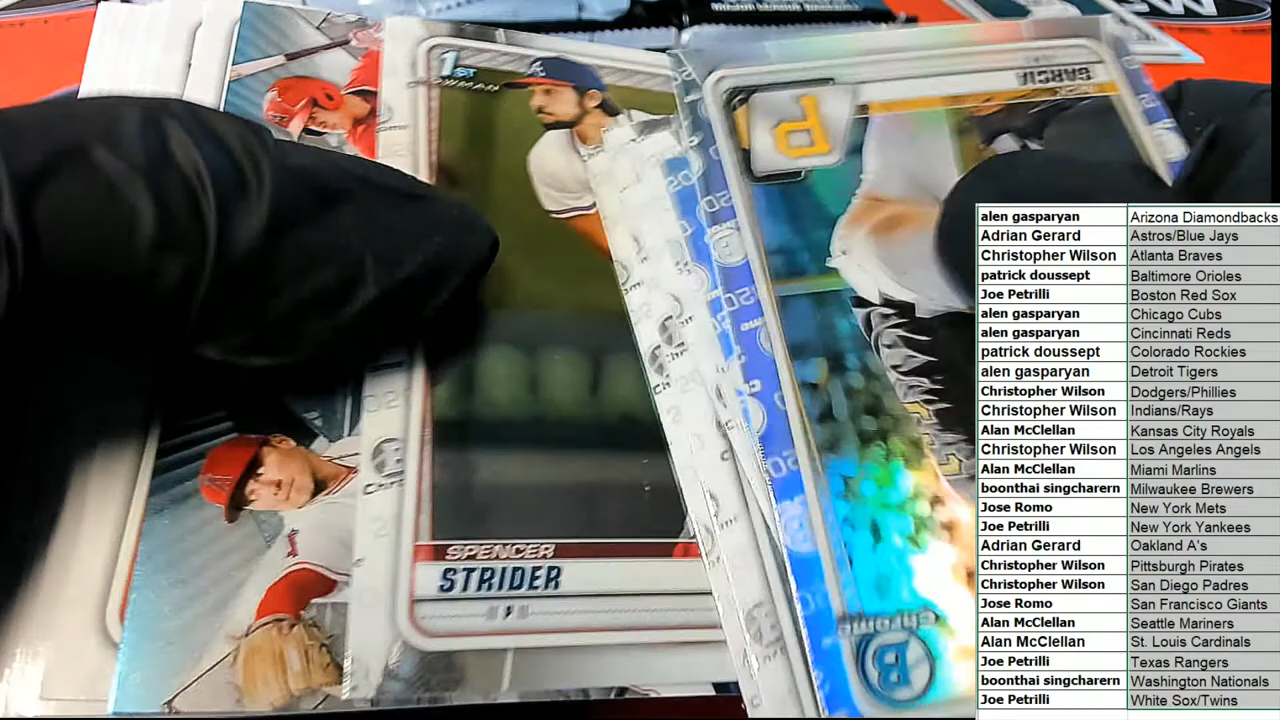 1ST
BOWMAN
NICK
GARCIA
P
SPENCER
STRIDER
P
Chrome
B
alen gasparyan Arizona Diamondbacks
Adrian Gerard Astros/Blue Jays
Christopher Wilson Atlanta Braves
patrick doussept Baltimore Orioles
Joe Petrilli Boston Red Sox
alen gasparyan Chicago Cubs
alen gasparyan Cincinnati Reds
patrick doussept Colorado Rockies
alen gasparyan Detroit Tigers
Christopher Wilson Dodgers/Phillies
Christopher Wilson Indians/Rays
Alan McClellan Kansas City Royals
Christopher Wilson Los Angeles Angels
Alan McClellan Miami Marlins
boonthai singcharern Milwaukee Brewers
Jose Romo New York Mets
Joe Petrilli New York Yankees
Adrian Gerard Oakland A's
Christopher Wilson Pittsburgh Pirates
Christopher Wilson San Diego Padres
Jose Romo San Francisco Giants
Alan McClellan Seattle Mariners
Alan McClellan St. Louis Cardinals
Joe Petrilli Texas Rangers
boonthai singcharern Washington Nationals
Joe Petrilli White Sox/Twins